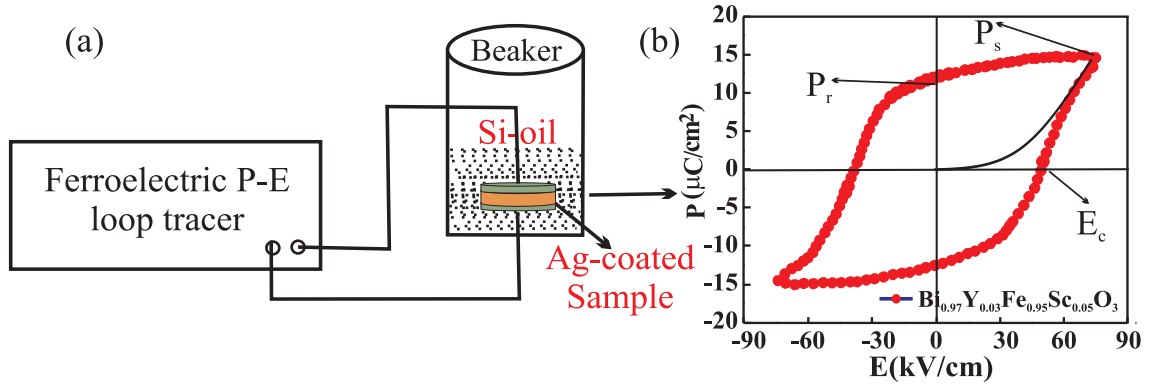 (a)
Beaker
Si-oil
Ferroelectric P-E
loop tracer
Ag-coated
Sample
(b)
20
15
10
5
0
-5
-10
-15
-20
P (μC/cm²)
Pₛ
Pᵣ
E꜀
Bi₀.₉₇Y₀.₀₃Fe₀.₉₅Sc₀.₀₅O₃
-90 -60 -30 0 30 60 90
E(kV/cm)